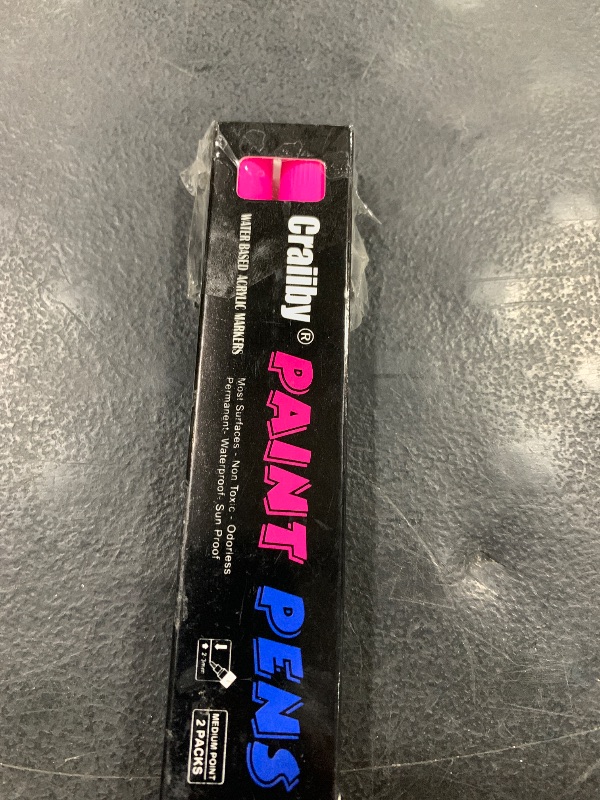 Craiiby®
PAINT PENS
WATER BASED ACRYLIC MARKERS
Most Surfaces - Non Toxic - Odorless
Permanent- Waterproof- Sun Proof
MEDIUM POINT
2 PACKS